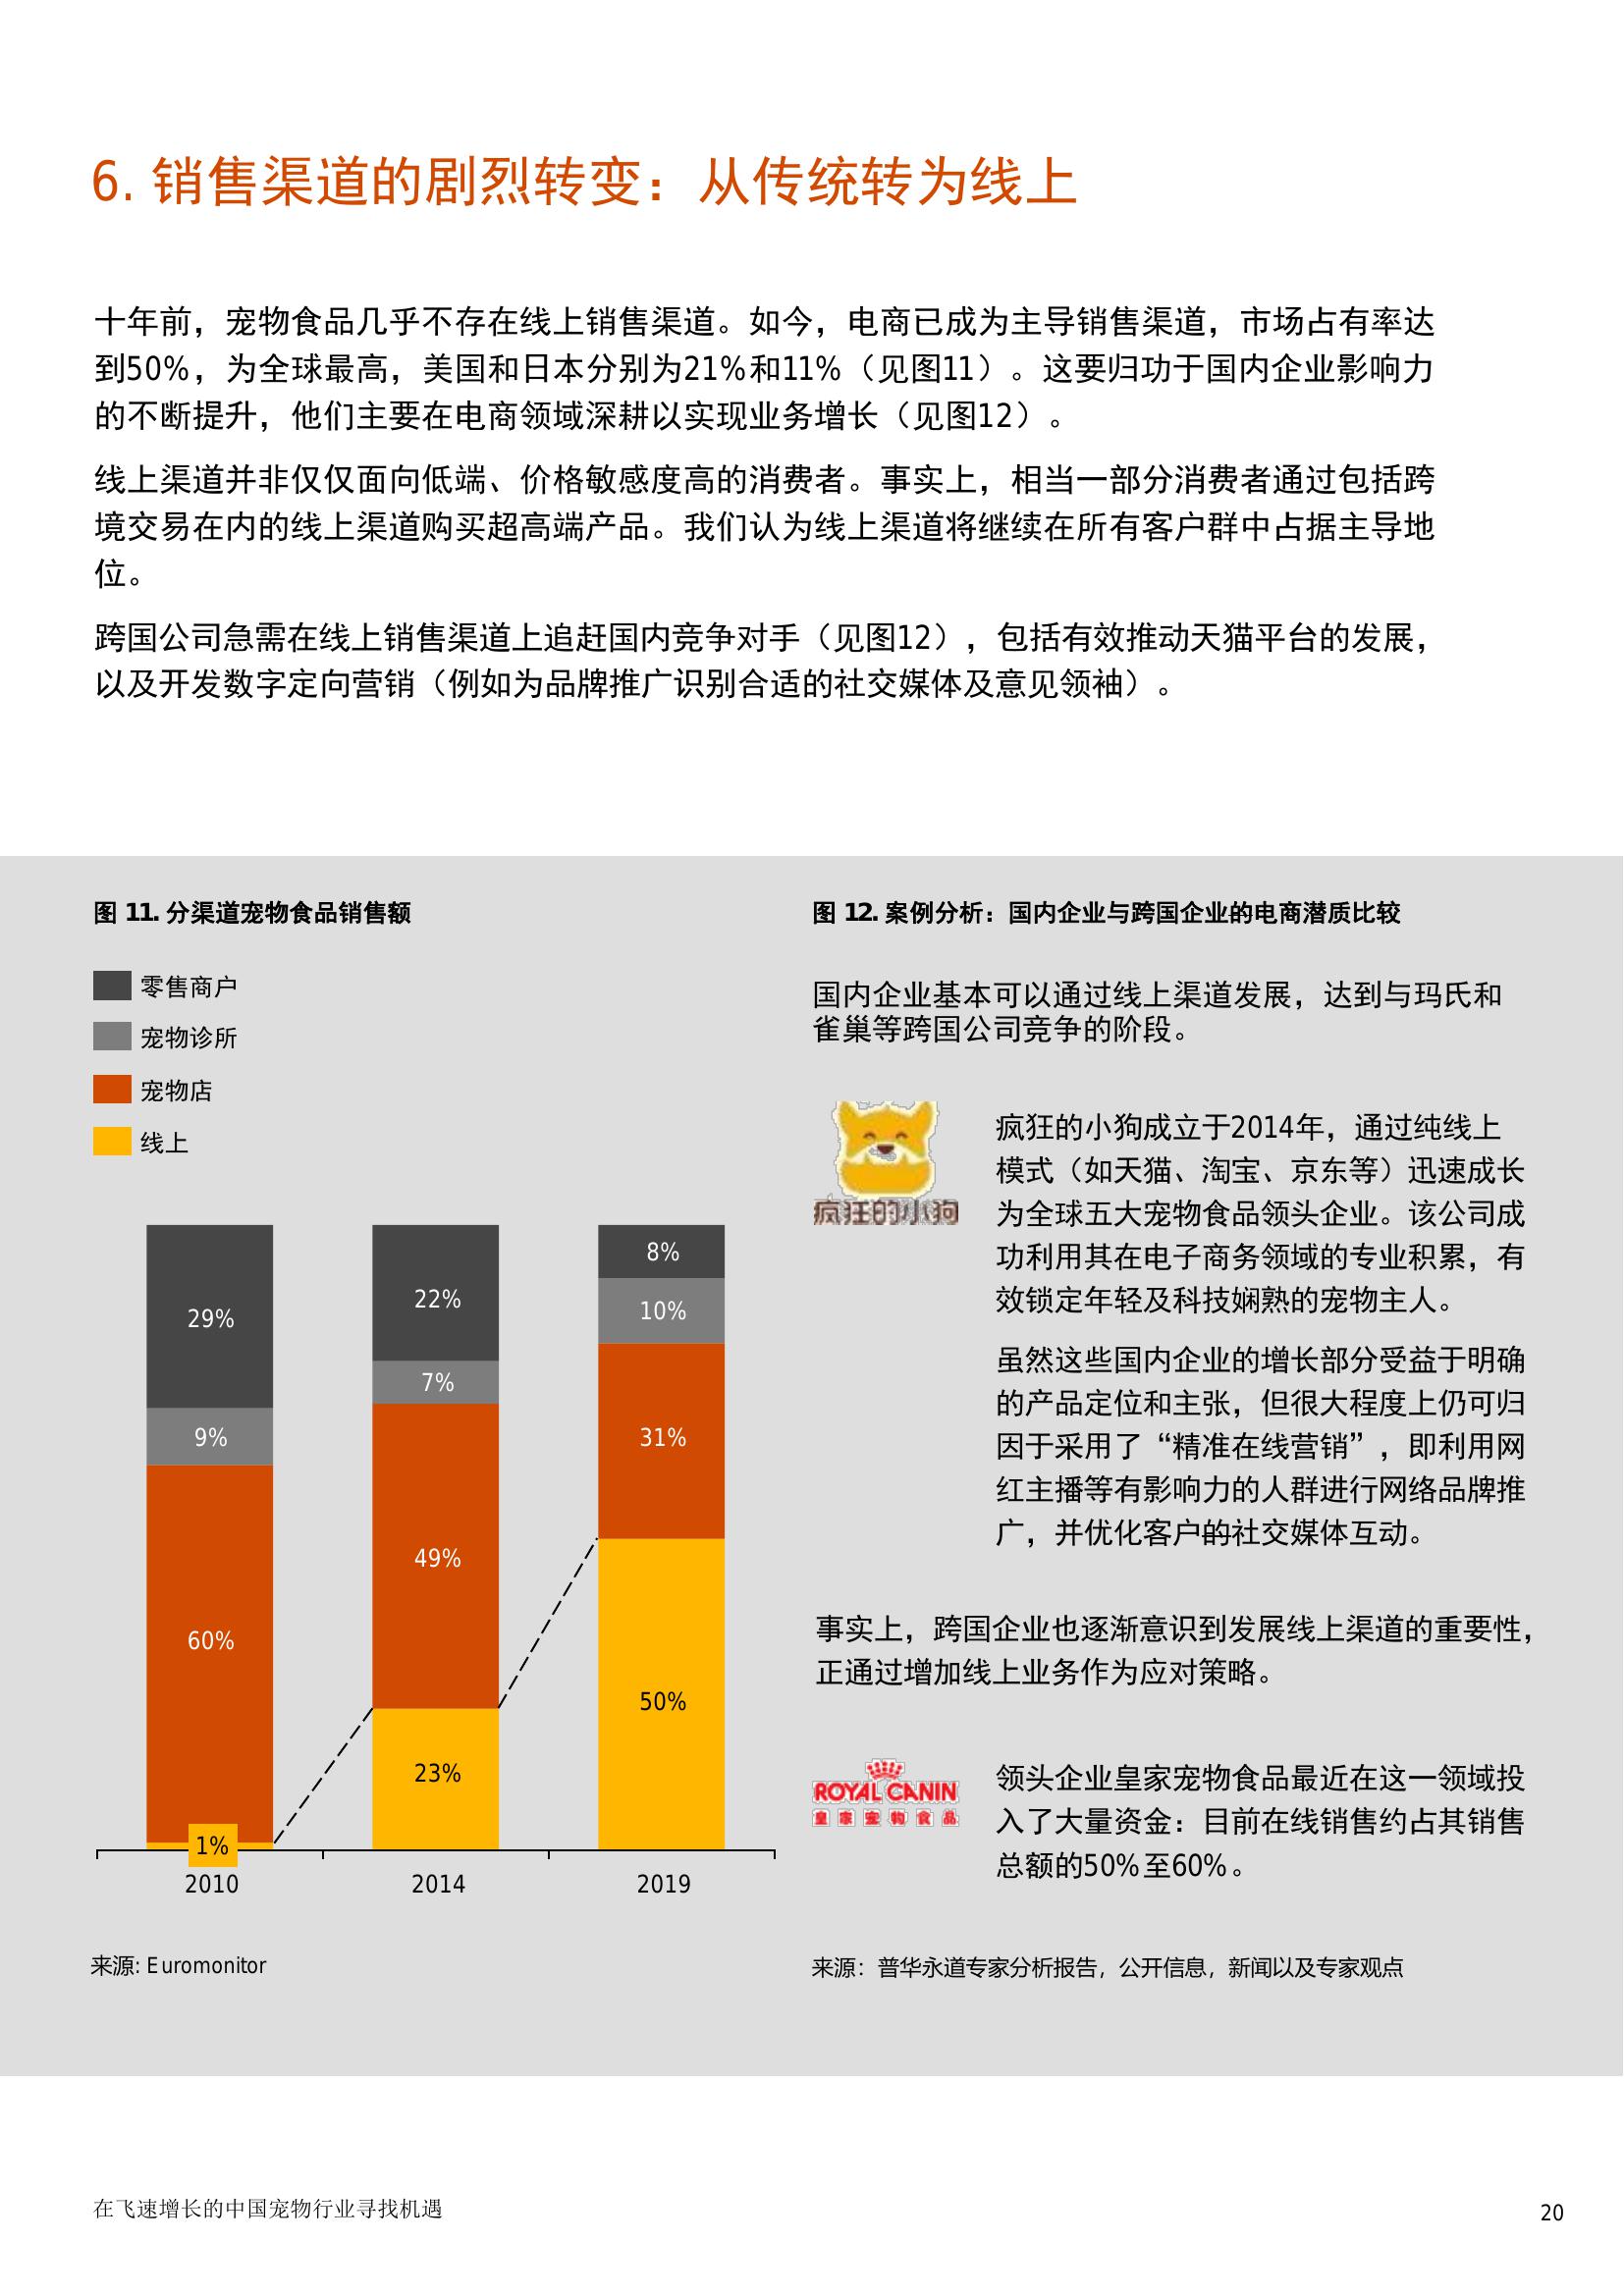 6. 销售渠道的剧烈转变：从传统转为线上
十年前，宠物食品几乎不存在线上销售渠道。如今，电商已成为主导销售渠道，市场占有率达
到50%，为全球最高，美国和日本分别为21%和11%（见图11）。这要归功于国内企业影响力
的不断提升，他们主要在电商领域深耕以实现业务增长（见图12）。
线上渠道并非仅仅面向低端、价格敏感度高的消费者。事实上，相当一部分消费者通过包括跨
境交易在内的线上渠道购买超高端产品。我们认为线上渠道将继续在所有客户群中占据主导地
位。
跨国公司急需在线上销售渠道上追赶国内竞争对手（见图12），包括有效推动天猫平台的发展，
以及开发数字定向营销（例如为品牌推广识别合适的社交媒体及意见领袖）。
图 11. 分渠道宠物食品销售额
零售商户
宠物诊所
宠物店
线上
29%
9%
60%
1%
22%
7%
49%
23%
8%
10%
31%
50%
2010
2014
2019
来源: Euromonitor
图 12. 案例分析：国内企业与跨国企业的电商潜质比较
国内企业基本可以通过线上渠道发展，达到与玛氏和
雀巢等跨国公司竞争的阶段。
疯狂的小狗
疯狂的小狗成立于2014年，通过纯线上
模式（如天猫、淘宝、京东等）迅速成长
为全球五大宠物食品领头企业。该公司成
功利用其在电子商务领域的专业积累，有
效锁定年轻及科技娴熟的宠物主人。
虽然这些国内企业的增长部分受益于明确
的产品定位和主张，但很大程度上仍可归
因于采用了“精准在线营销”，即利用网
红主播等有影响力的人群进行网络品牌推
广，并优化客户的社交媒体互动。
事实上，跨国企业也逐渐意识到发展线上渠道的重要性，
正通过增加线上业务作为应对策略。
ROYAL CANIN
皇家宠物食品
领头企业皇家宠物食品最近在这一领域投
入了大量资金：目前在线销售约占其销售
总额的50%至60%。
来源：普华永道专家分析报告，公开信息，新闻以及专家观点
在飞速增长的中国宠物行业寻找机遇
20